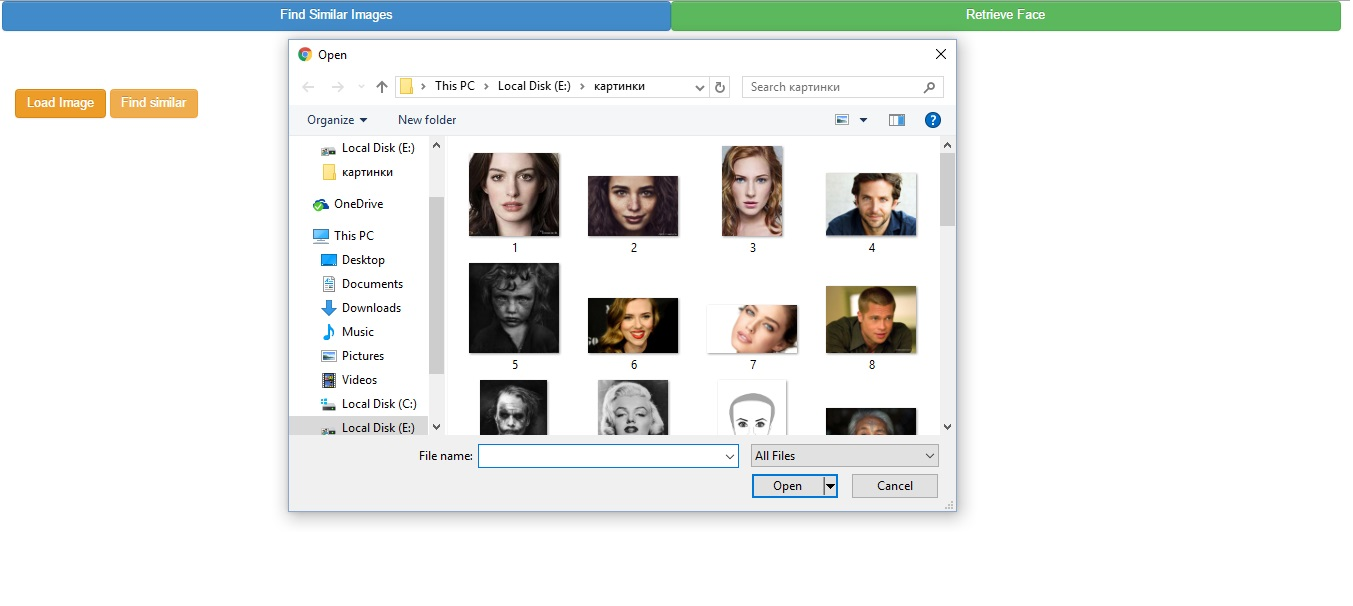 Find Similar Images
Retrieve Face
Load Image
Find similar
Open
This PC > Local Disk (E:) > картинки
Search картинки
Organize
New folder
Local Disk (E:)
картинки
OneDrive
This PC
Desktop
Documents
Downloads
Music
Pictures
Videos
Local Disk (C:)
Local Disk (E:)
1
2
3
4
5
6
7
8
File name:
All Files
Open
Cancel